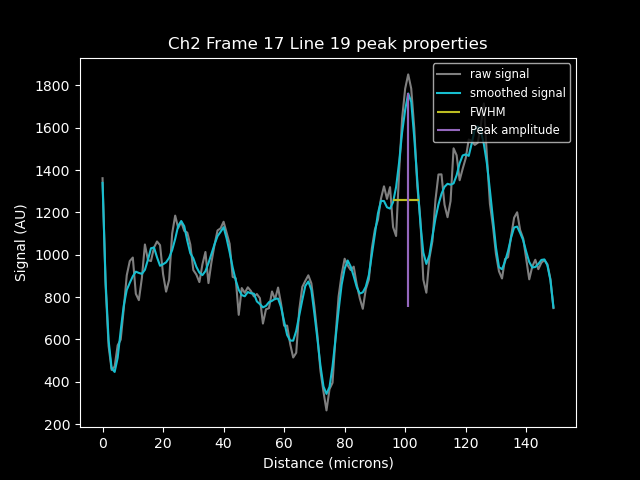 Ch2 Frame 17 Line 19 peak properties
raw signal
smoothed signal
FWHM
Peak amplitude
Signal (AU)
1800
1600
1400
1200
1000
800
600
400
200
0 20 40 60 80 100 120 140
Distance (microns)